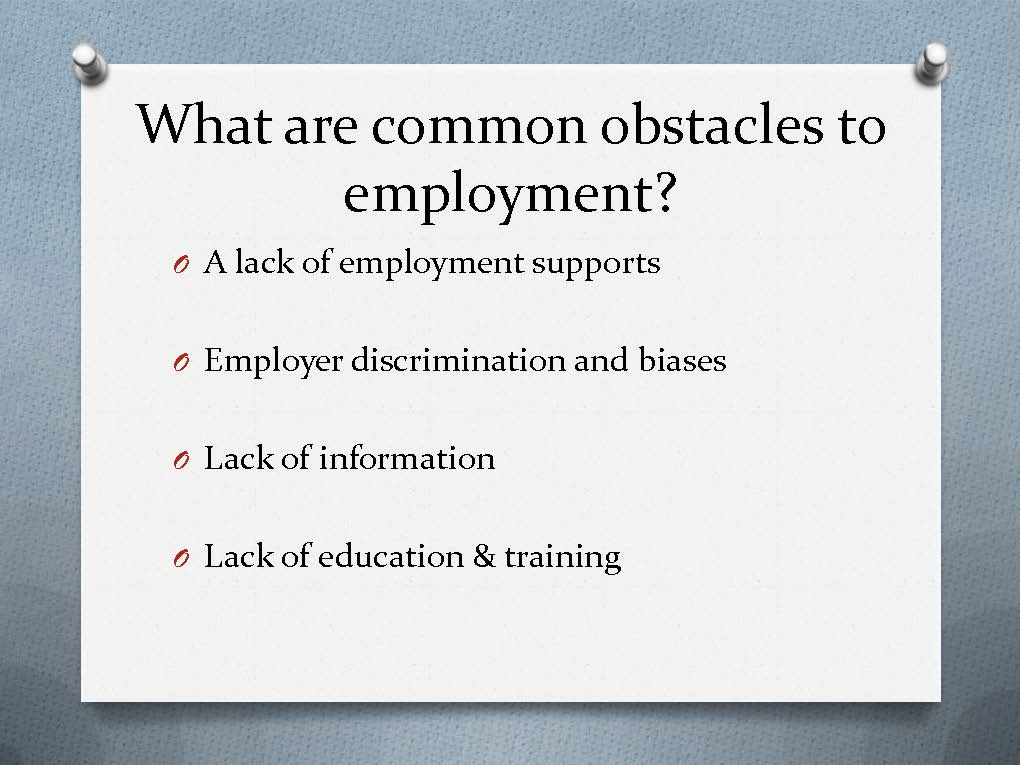 What are common obstacles to
employment?
O A lack of employment supports
O Employer discrimination and biases
O Lack of information
O Lack of education & training